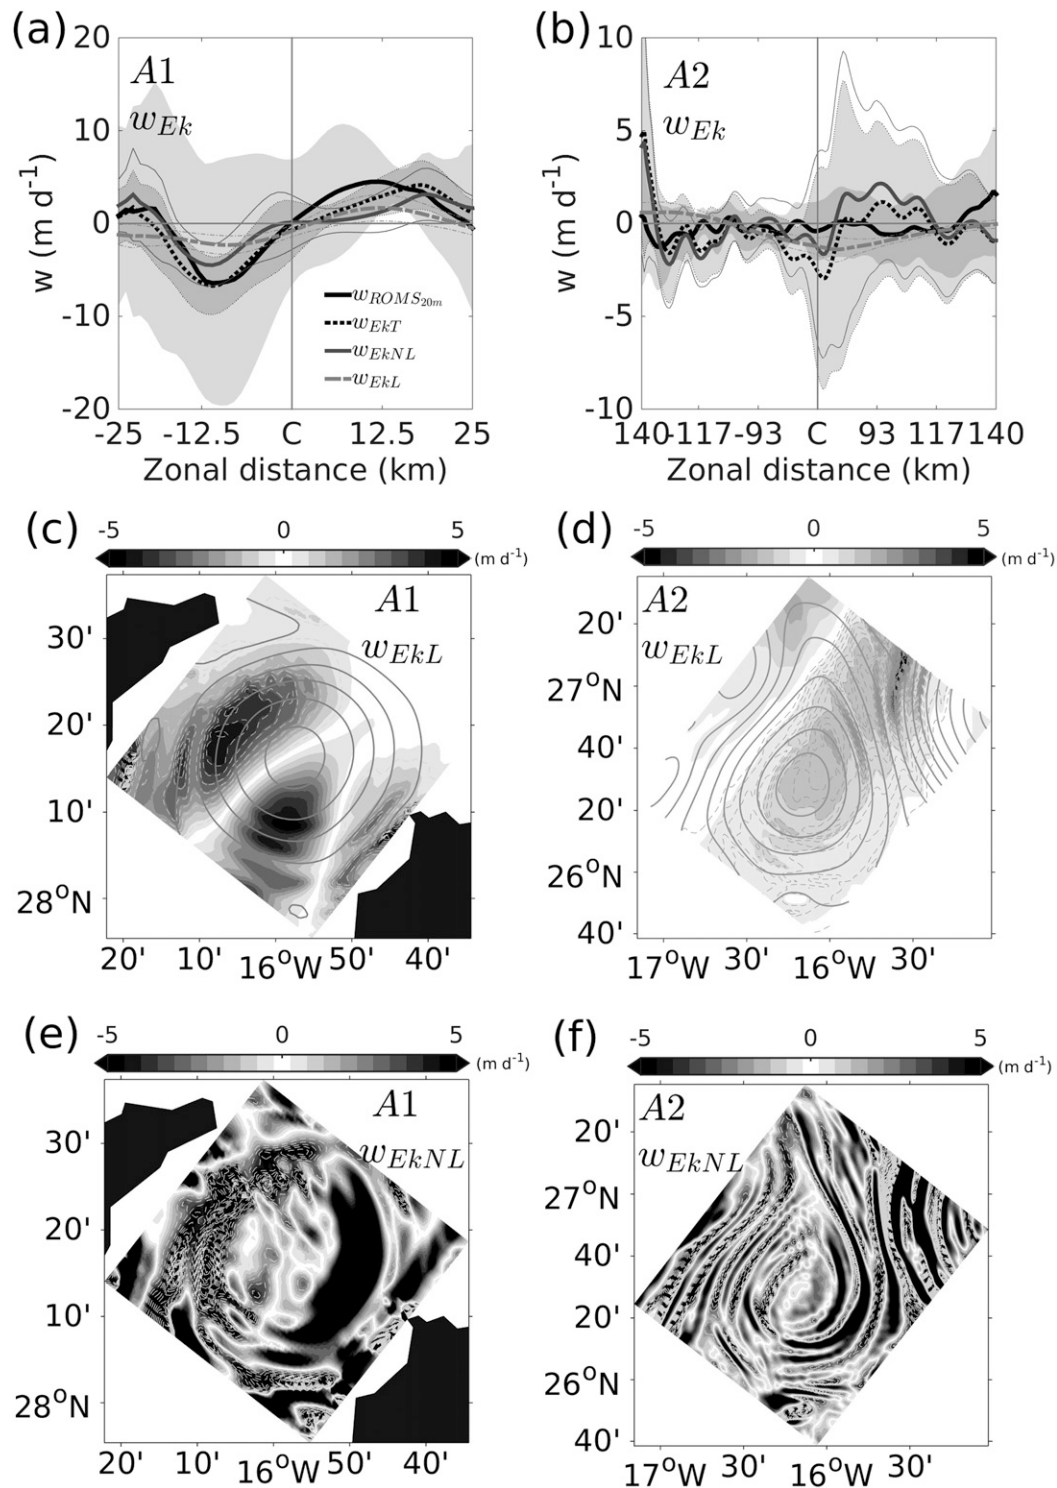 (a)
20
10
0
-10
-20
w (m d⁻¹)
A1
w_Ek
w_ROMS_20m
w_EkT
w_EkNL
w_EkL
-25 -12.5 C 12.5 25
Zonal distance (km)
(b)
10
5
0
-5
-10
w (m d⁻¹)
A2
w_Ek
140 -117 -93 C 93 117 140
Zonal distance (km)
(c)
-5 0 5 (m d⁻¹)
A1
w_EkL
30'
20'
10'
28°N
20' 10' 16°W 50' 40'
(d)
-5 0 5 (m d⁻¹)
A2
w_EkL
20'
27°N
40'
20'
26°N
40'
17°W 30' 16°W 30'
(e)
-5 0 5 (m d⁻¹)
A1
w_EkNL
30'
20'
10'
28°N
20' 10' 16°W 50' 40'
(f)
-5 0 5 (m d⁻¹)
A2
w_EkNL
20'
27°N
40'
20'
26°N
40'
17°W 30' 16°W 30'